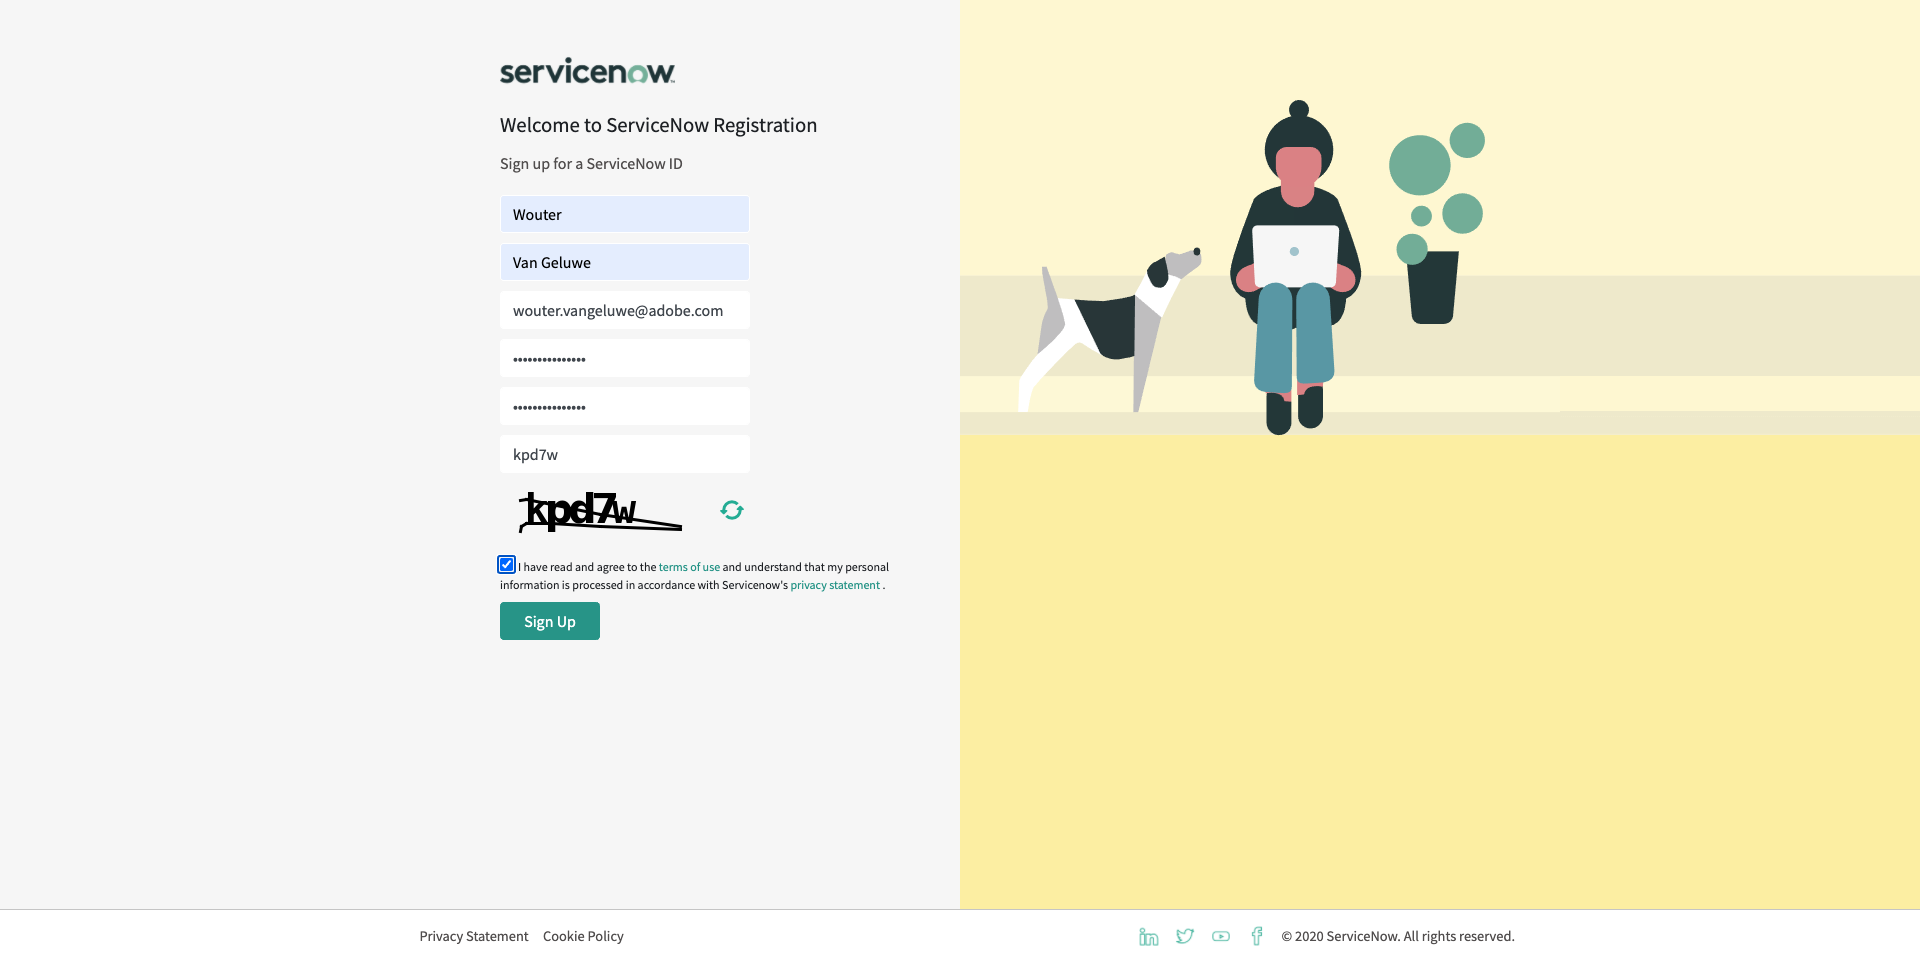 servicenow
Welcome to ServiceNow Registration
Sign up for a ServiceNow ID
Wouter
Van Geluwe
wouter.vangeluwe@adobe.com
•••••••••••••••
•••••••••••••••
kpd7w
kpd7w
I have read and agree to the terms of use and understand that my personal
information is processed in accordance with Servicenow's privacy statement .
Sign Up
Privacy Statement Cookie Policy
© 2020 ServiceNow. All rights reserved.